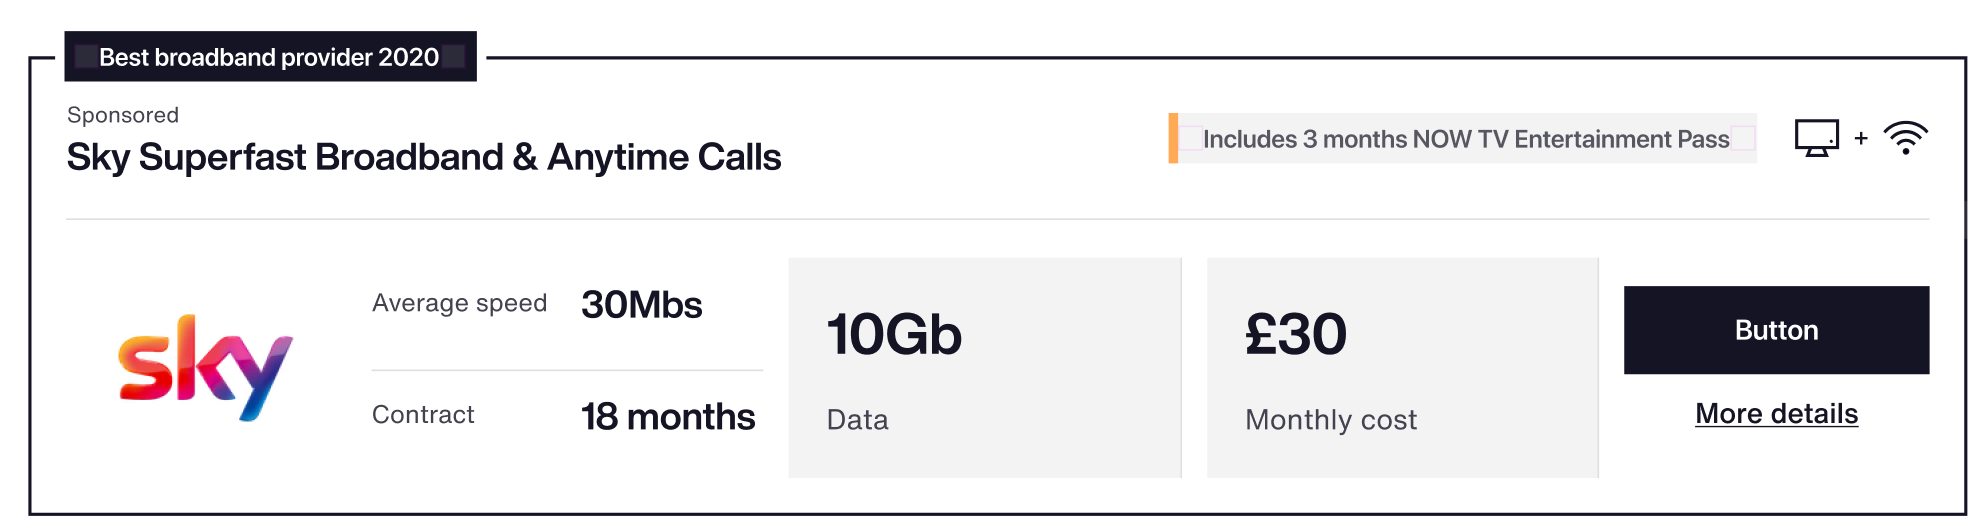 Best broadband provider 2020
Sponsored
Sky Superfast Broadband & Anytime Calls
Includes 3 months NOW TV Entertainment Pass
+
sky
Average speed 30Mbs
Contract 18 months
10Gb
Data
£30
Monthly cost
Button
More details